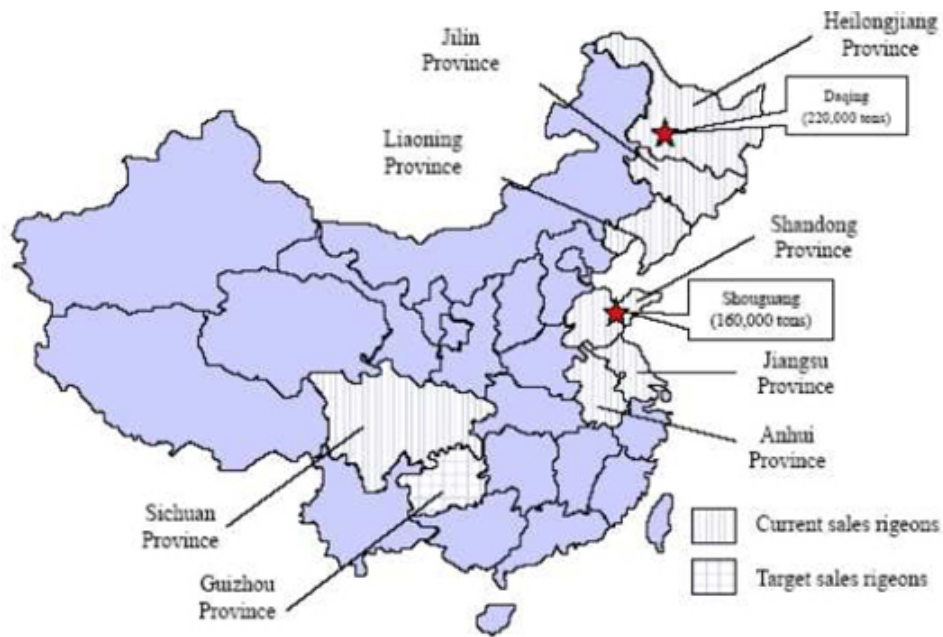 Heilongjiang
Province
Jilin
Province
Daqing
(220,000 tons)
Liaoning
Province
Shandong
Province
Shouguang
(160,000 tons)
Jiangsu
Province
Anhui
Province
Sichuan
Province
Guizhou
Province
Current sales rigeons
Target sales rigeons